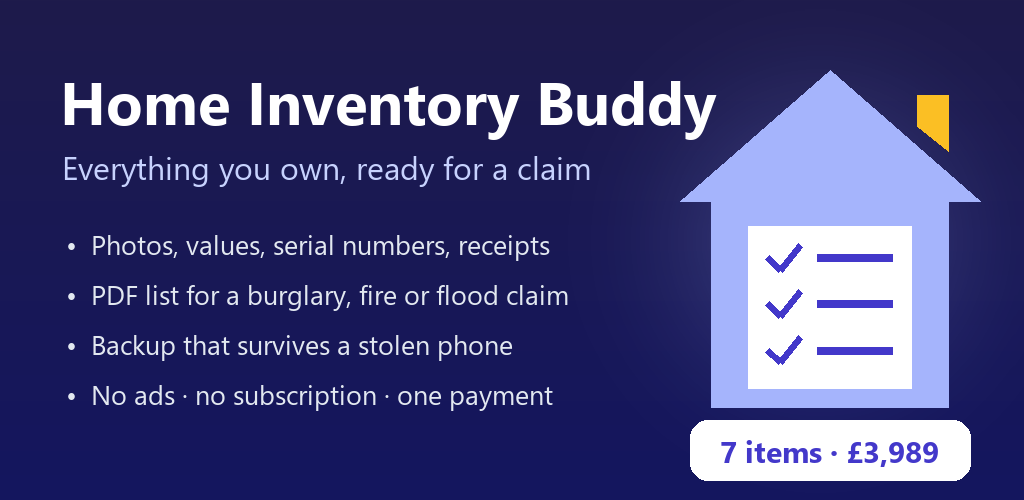 Home Inventory Buddy
Everything you own, ready for a claim
• Photos, values, serial numbers, receipts
• PDF list for a burglary, fire or flood claim
• Backup that survives a stolen phone
• No ads · no subscription · one payment
7 items · £3,989